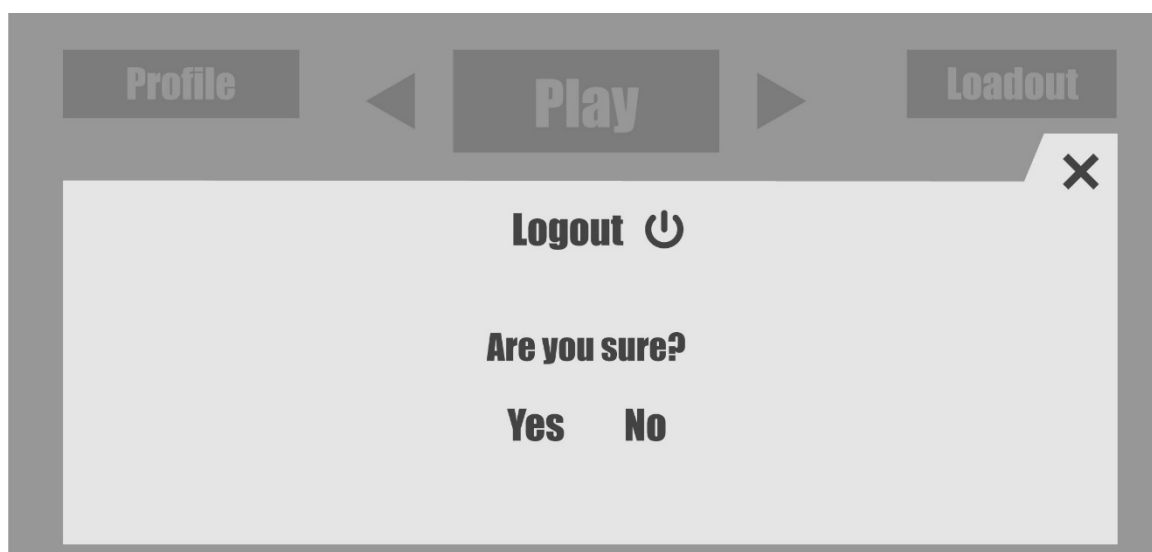 Profile
Play
Loadout
Logout
Are you sure?
Yes No